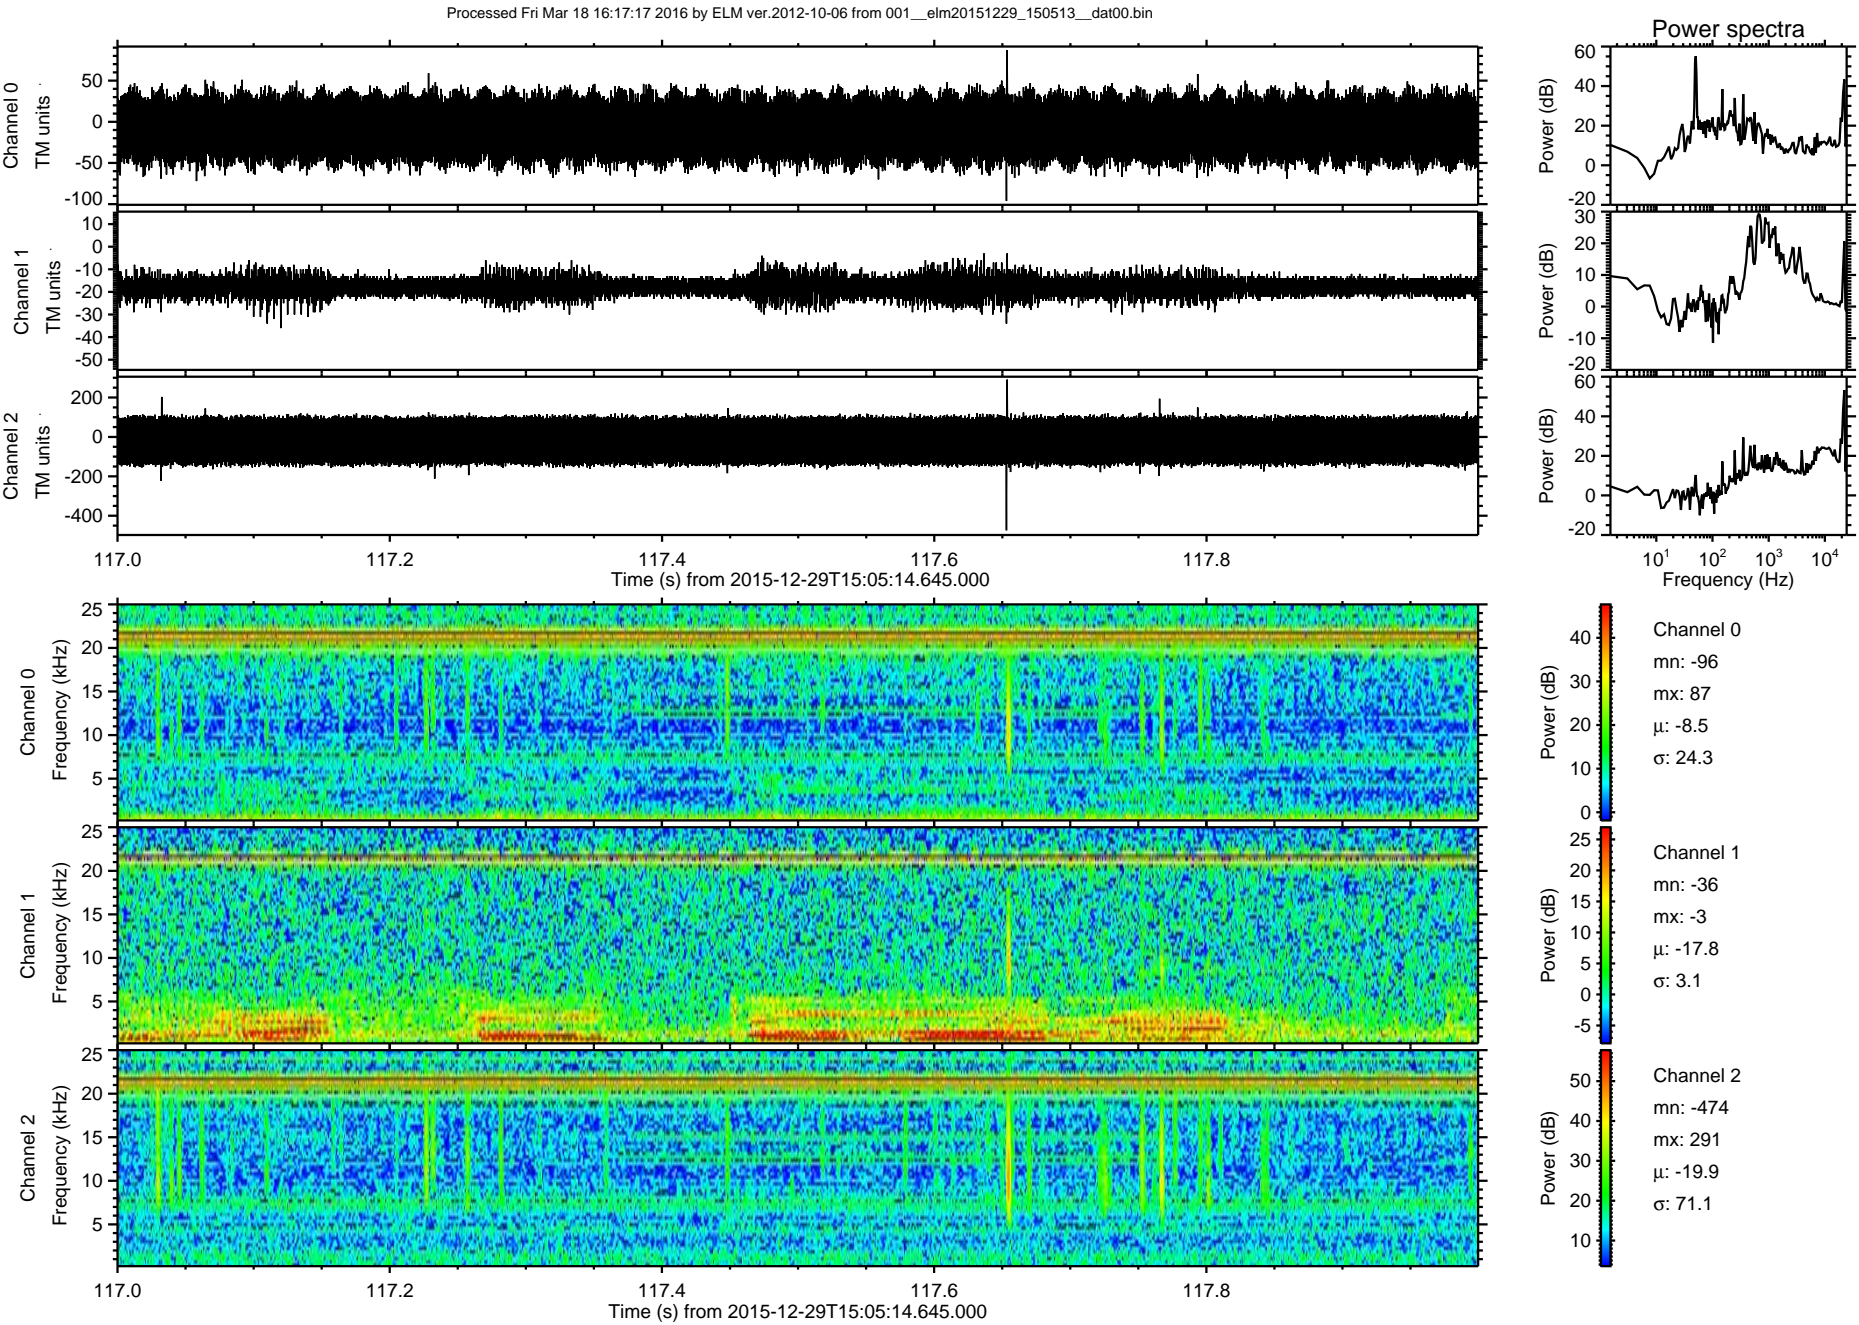 Processed Fri Mar 18 16:17:17 2016 by ELM ver.2012-10-06 from 001__elm20151229_150513__dat00.bin
Power spectra
Channel 0
TM units
50
0
-50
-100
Power (dB)
60
40
20
0
-20
Channel 1
TM units
10
0
-10
-20
-30
-40
-50
Power (dB)
30
20
10
0
-10
-20
Channel 2
TM units
200
0
-200
-400
Power (dB)
60
40
20
0
-20
117.0 117.2 117.4 117.6 117.8
Time (s) from 2015-12-29T15:05:14.645.000
10¹ 10² 10³ 10⁴
Frequency (Hz)
Channel 0
Frequency (kHz)
25
20
15
10
5
Power (dB)
40
30
20
10
0
Channel 0
mn: -96
mx: 87
μ: -8.5
σ: 24.3
Channel 1
Frequency (kHz)
25
20
15
10
5
Power (dB)
25
20
15
10
5
0
-5
Channel 1
mn: -36
mx: -3
μ: -17.8
σ: 3.1
Channel 2
Frequency (kHz)
25
20
15
10
5
Power (dB)
50
40
30
20
10
Channel 2
mn: -474
mx: 291
μ: -19.9
σ: 71.1
117.0 117.2 117.4 117.6 117.8
Time (s) from 2015-12-29T15:05:14.645.000